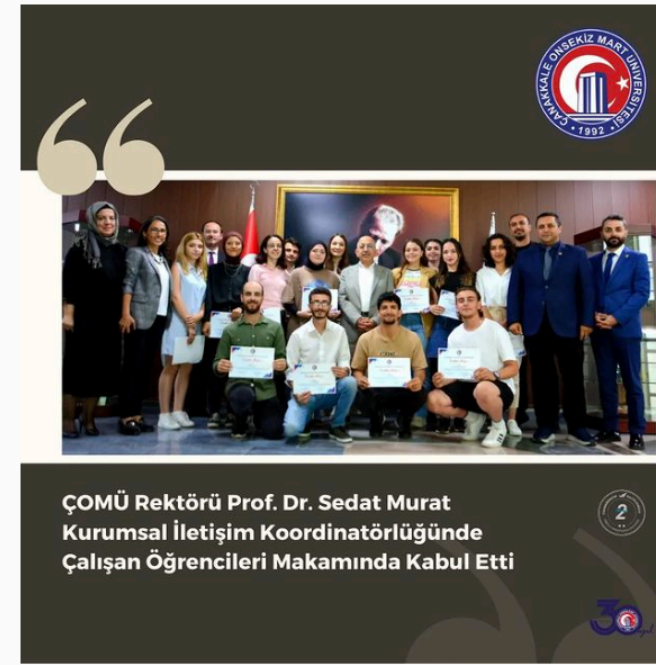 ÇANAKKALE ONSEKİZ MART ÜNİVERSİTESİ
1992
ÇOMÜ Rektörü Prof. Dr. Sedat Murat
Kurumsal İletişim Koordinatörlüğünde
Çalışan Öğrencileri Makamında Kabul Etti
2
30